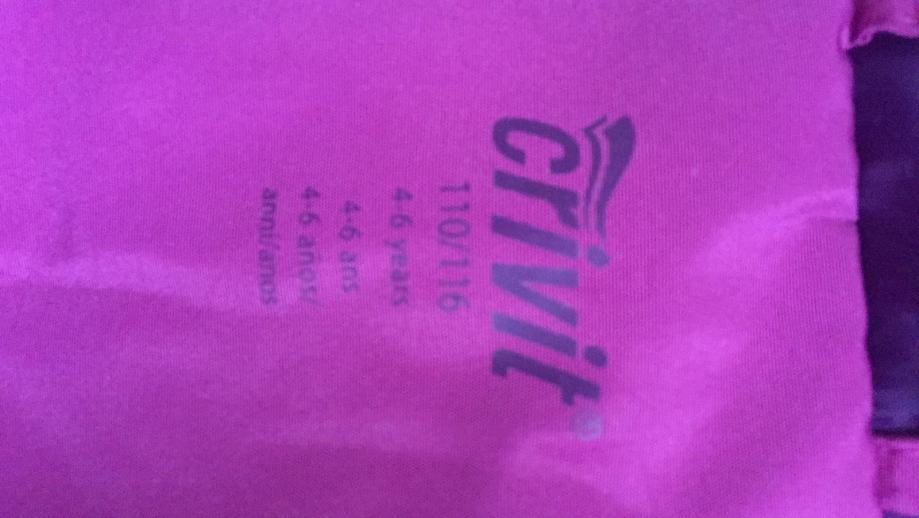 crivit®
110/116
4-6 years
4-6 ans
4-6 años/
anni/anos